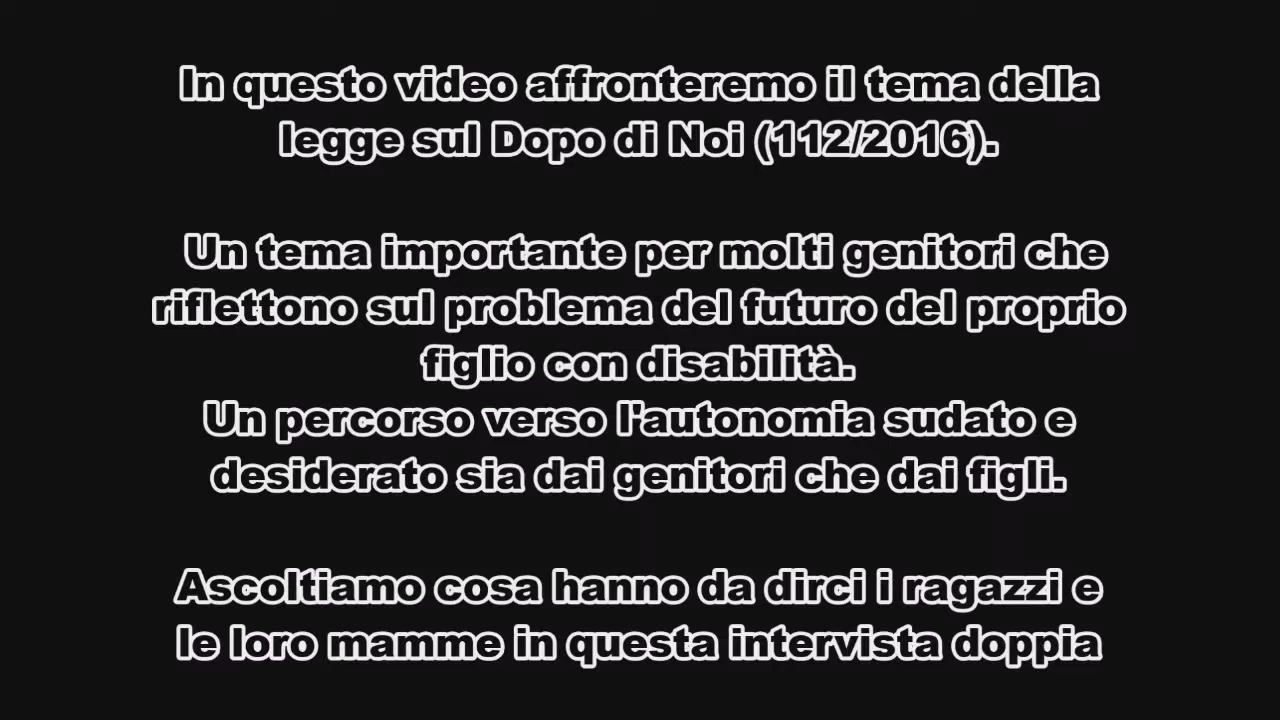 In questo video affronteremo il tema della
legge sul Dopo di Noi (112/2016).
Un tema importante per molti genitori che
riflettono sul problema del futuro del proprio
figlio con disabilità.
Un percorso verso l'autonomia sudato e
desiderato sia dai genitori che dai figli.
Ascoltiamo cosa hanno da dirci i ragazzi e
le loro mamme in questa intervista doppia